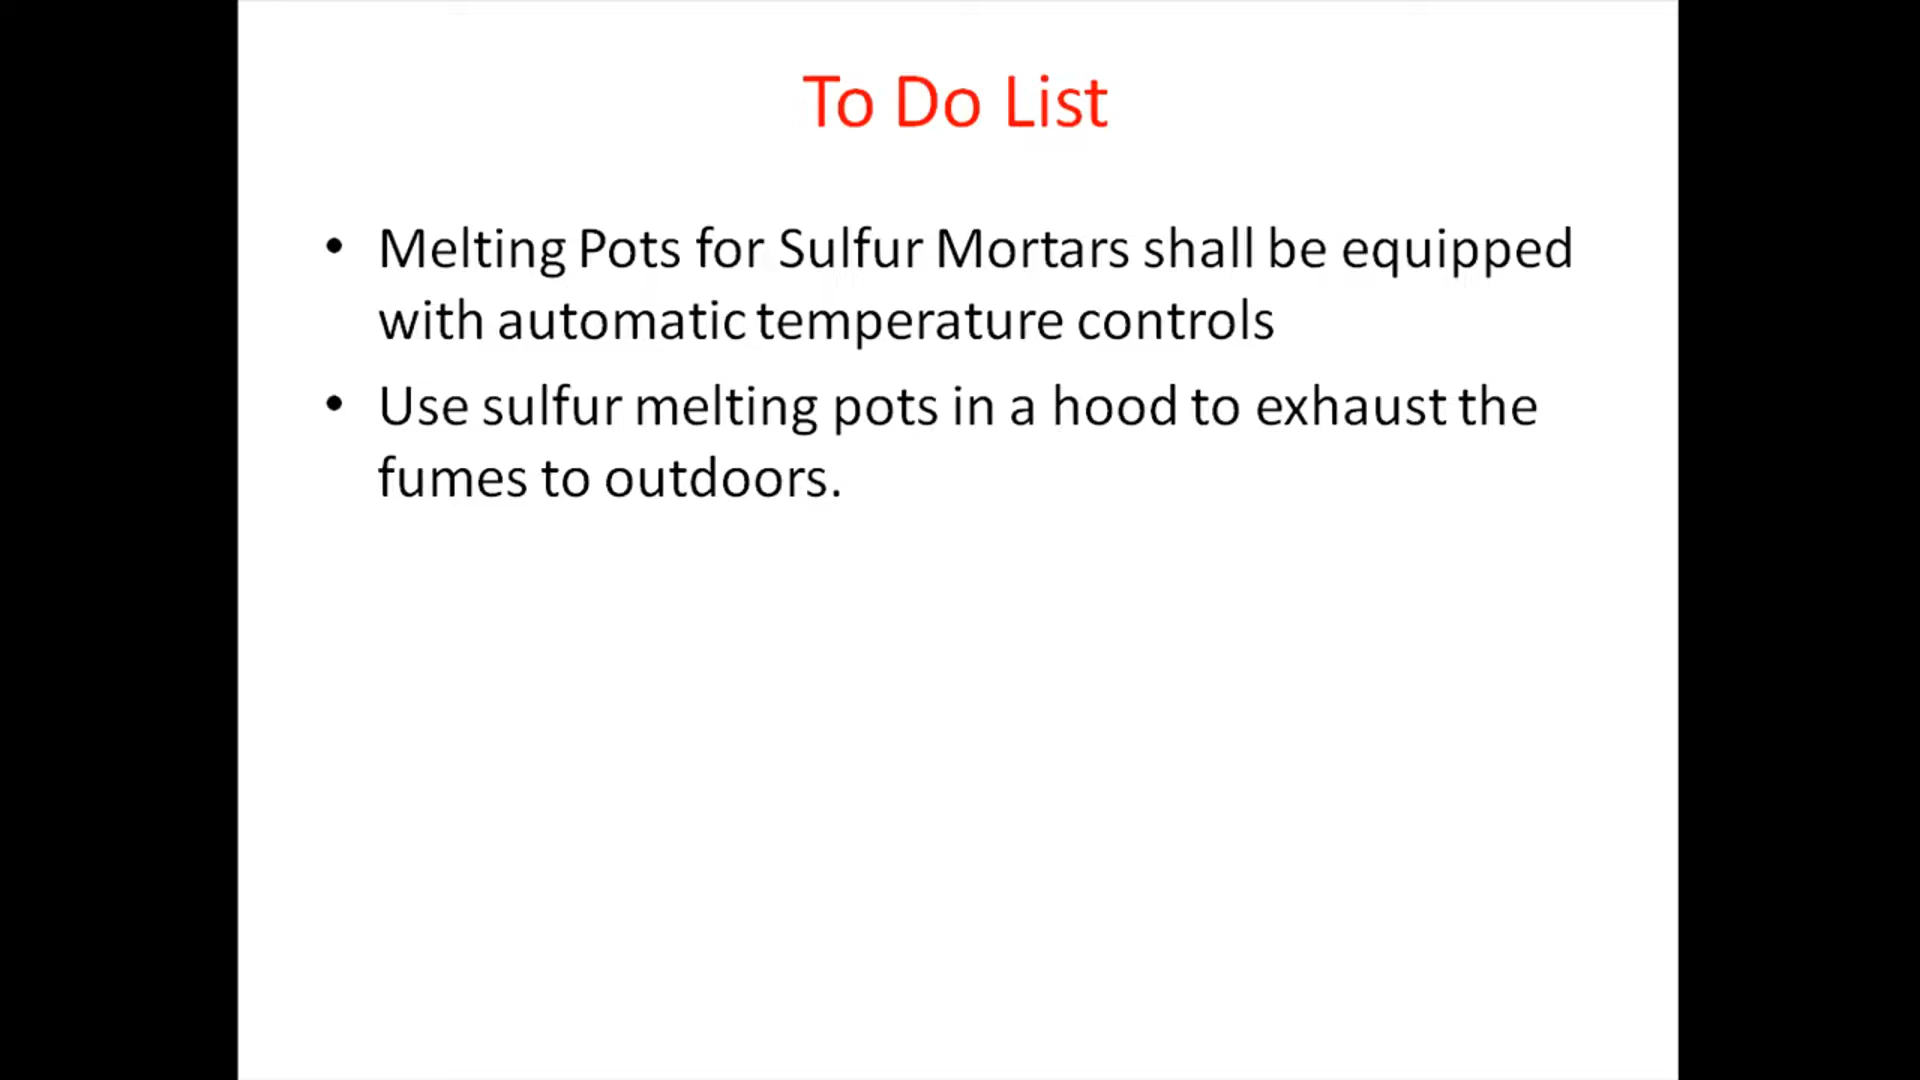 To Do List
• Melting Pots for Sulfur Mortars shall be equipped
with automatic temperature controls
• Use sulfur melting pots in a hood to exhaust the
fumes to outdoors.